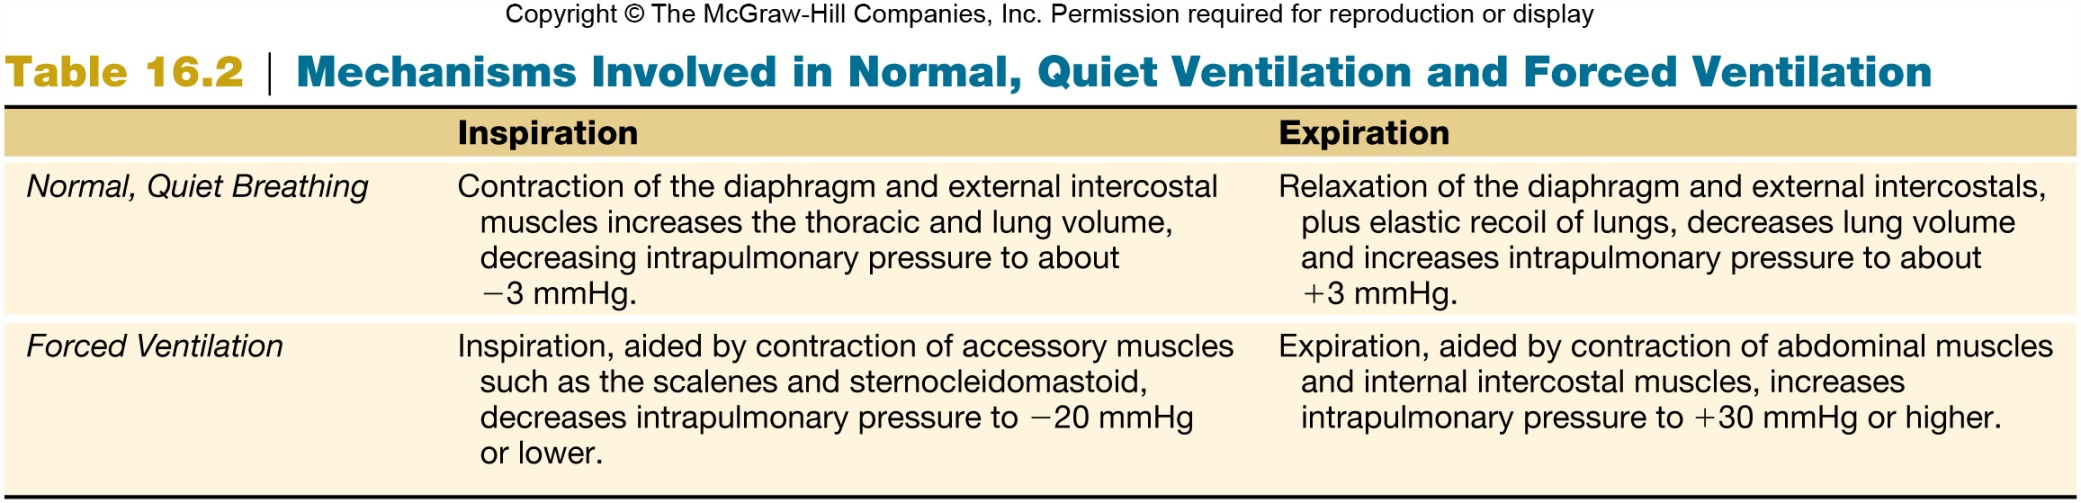 Copyright © The McGraw-Hill Companies, Inc. Permission required for reproduction or display
Table 16.2 | Mechanisms Involved in Normal, Quiet Ventilation and Forced Ventilation
Inspiration
Expiration
Normal, Quiet Breathing
Contraction of the diaphragm and external intercostal
muscles increases the thoracic and lung volume,
decreasing intrapulmonary pressure to about
−3 mmHg.
Relaxation of the diaphragm and external intercostals,
plus elastic recoil of lungs, decreases lung volume
and increases intrapulmonary pressure to about
+3 mmHg.
Forced Ventilation
Inspiration, aided by contraction of accessory muscles
such as the scalenes and sternocleidomastoid,
decreases intrapulmonary pressure to −20 mmHg
or lower.
Expiration, aided by contraction of abdominal muscles
and internal intercostal muscles, increases
intrapulmonary pressure to +30 mmHg or higher.